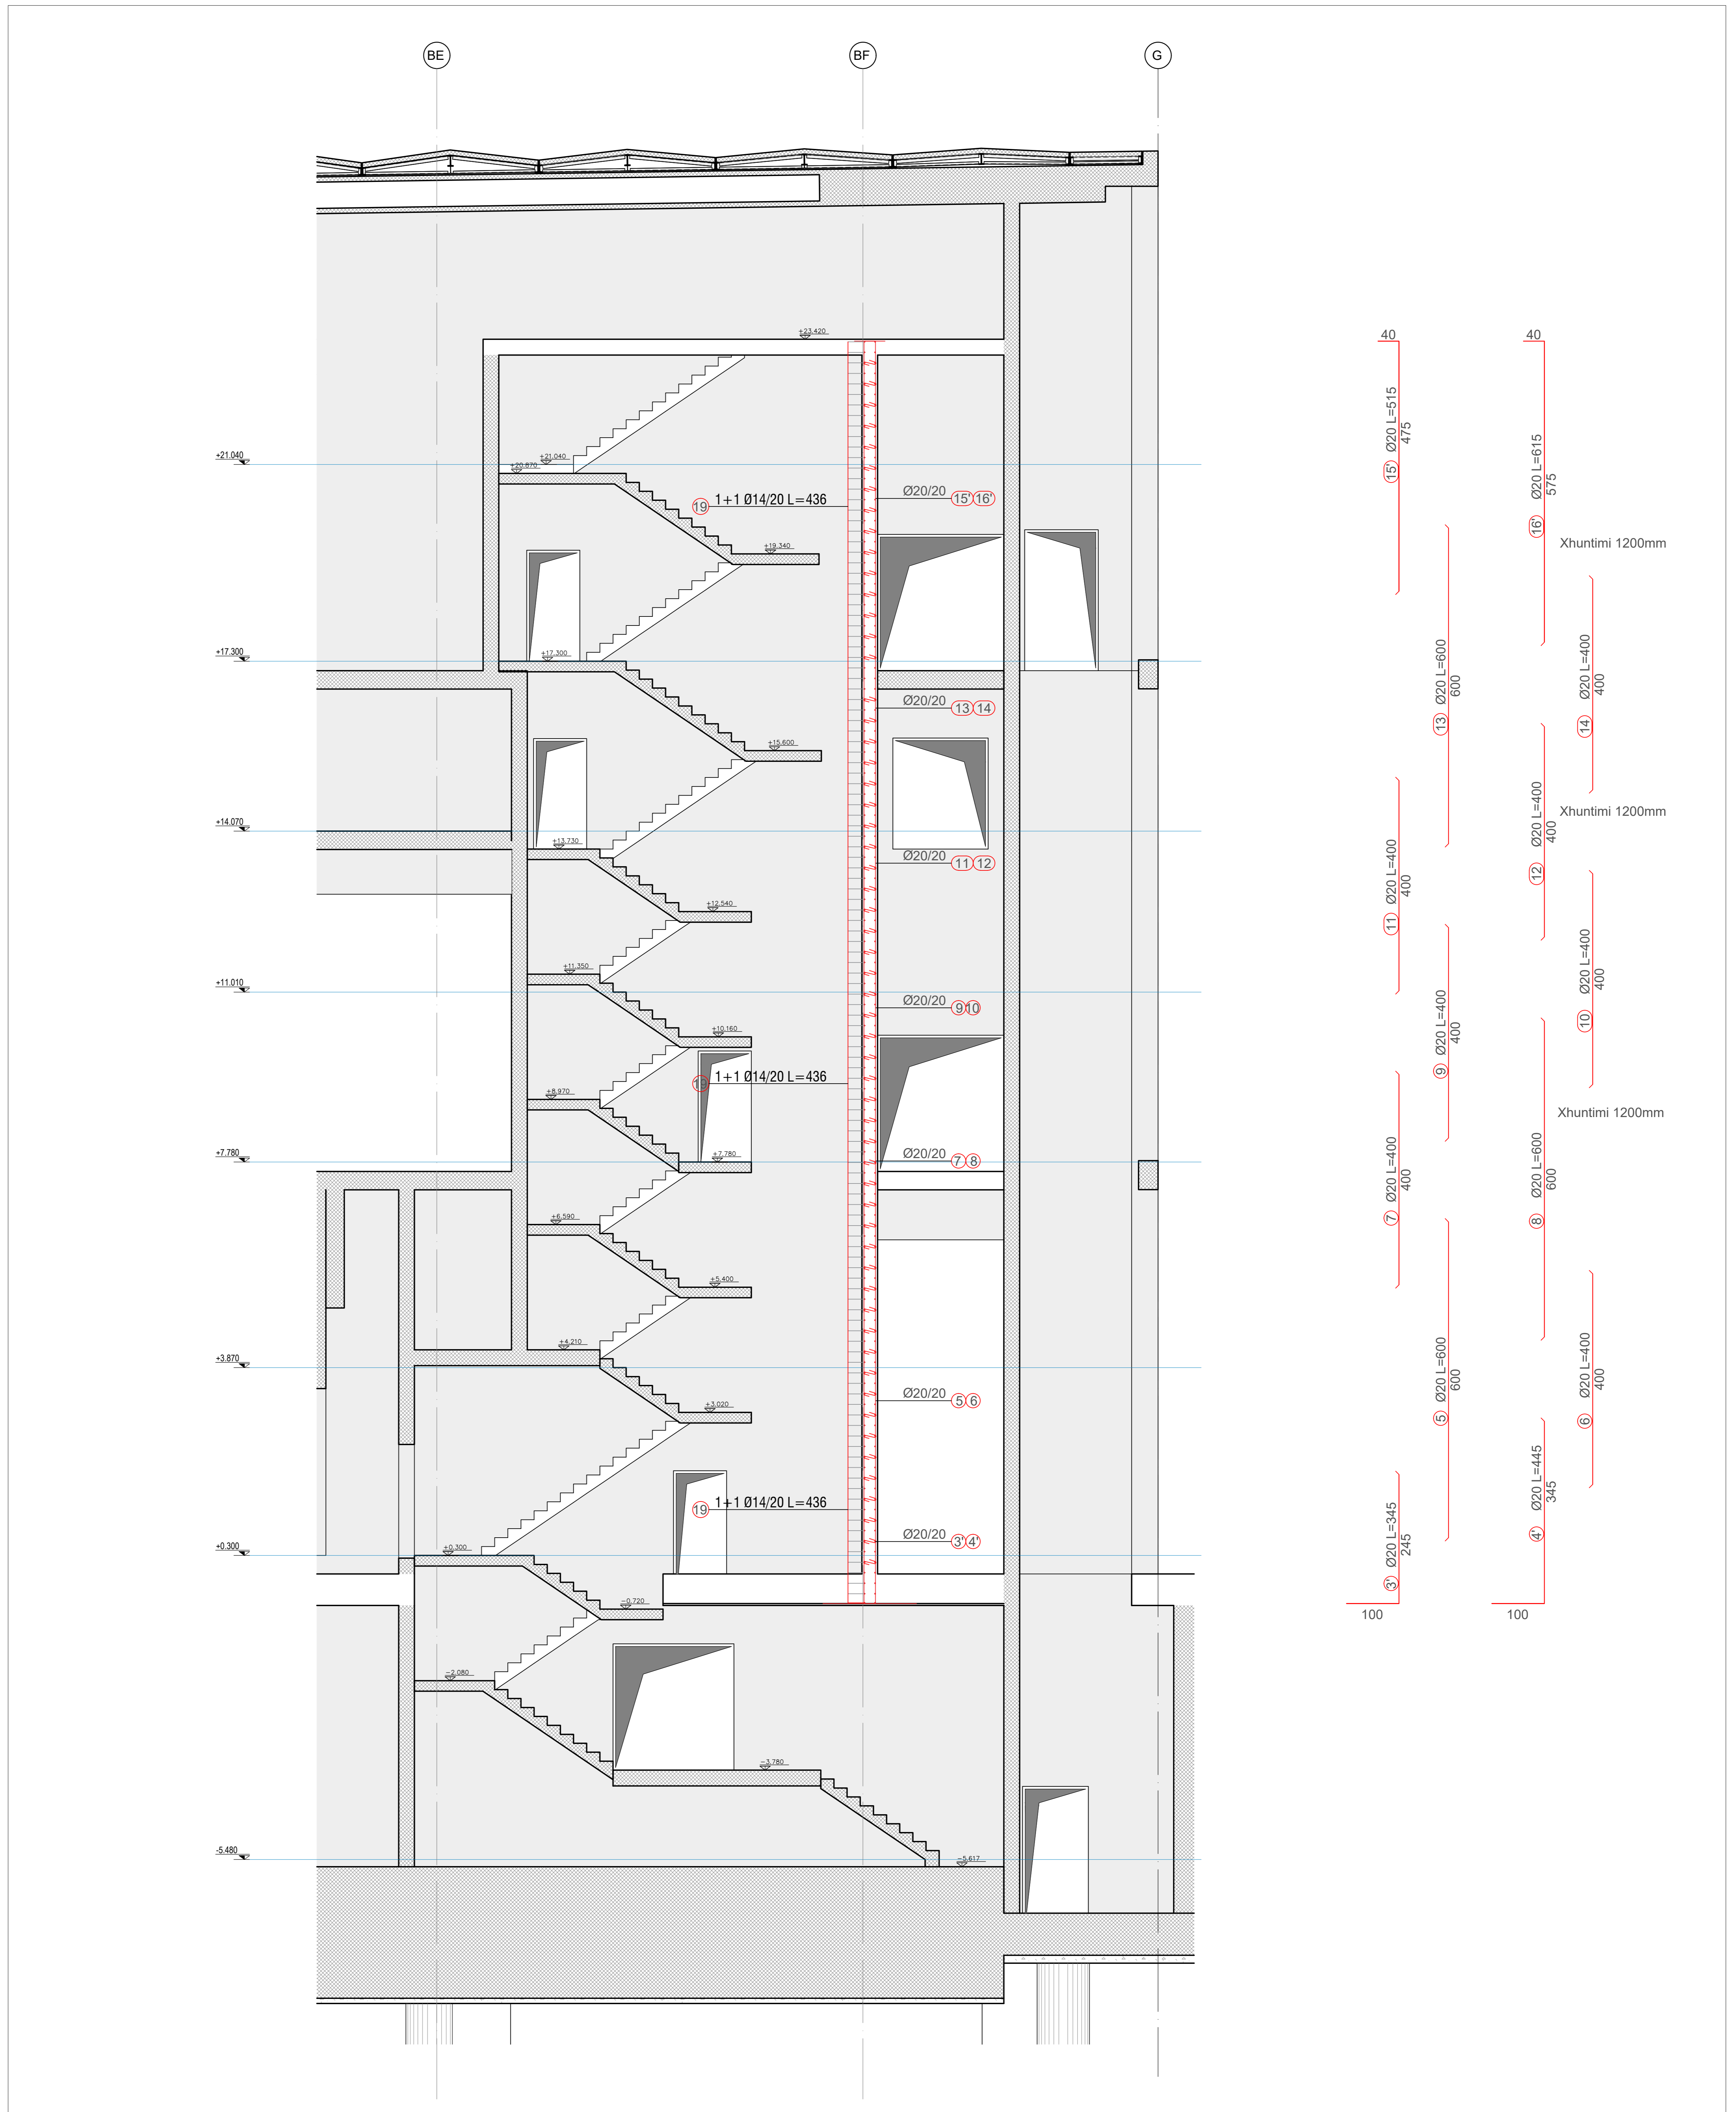 BE BF G
+23.420
40 40
15' Ø20 L=515
475
16' Ø20 L=615
575
+21.040
+21.040
+20.870
19 1+1 Ø14/20 L=436
Ø20/20 15' 16'
Xhuntimi 1200mm
+19.340
13 Ø20 L=600
600
14 Ø20 L=400
400
+17.300
+17.300
Ø20/20 13 14
+15.600
Xhuntimi 1200mm
12 Ø20 L=400
400
+14.070
+13.730
Ø20/20 11 12
11 Ø20 L=400
400
+12.540
+11.350
+11.010
Ø20/20 9 10
10 Ø20 L=400
400
9 Ø20 L=400
400
+10.160
19 1+1 Ø14/20 L=436
+8.970
Xhuntimi 1200mm
+7.780
+7.780
Ø20/20 7 8
7 Ø20 L=400
400
8 Ø20 L=600
600
+6.590
+5.400
+4.210
+3.870
5 Ø20 L=600
600
6 Ø20 L=400
400
+3.020
Ø20/20 5 6
19 1+1 Ø14/20 L=436
4' Ø20 L=445
345
Ø20/20 3' 4'
3' Ø20 L=345
245
+0.300
+0.300
-0.720
100 100
-2.080
-3.780
-5.480
-5.617